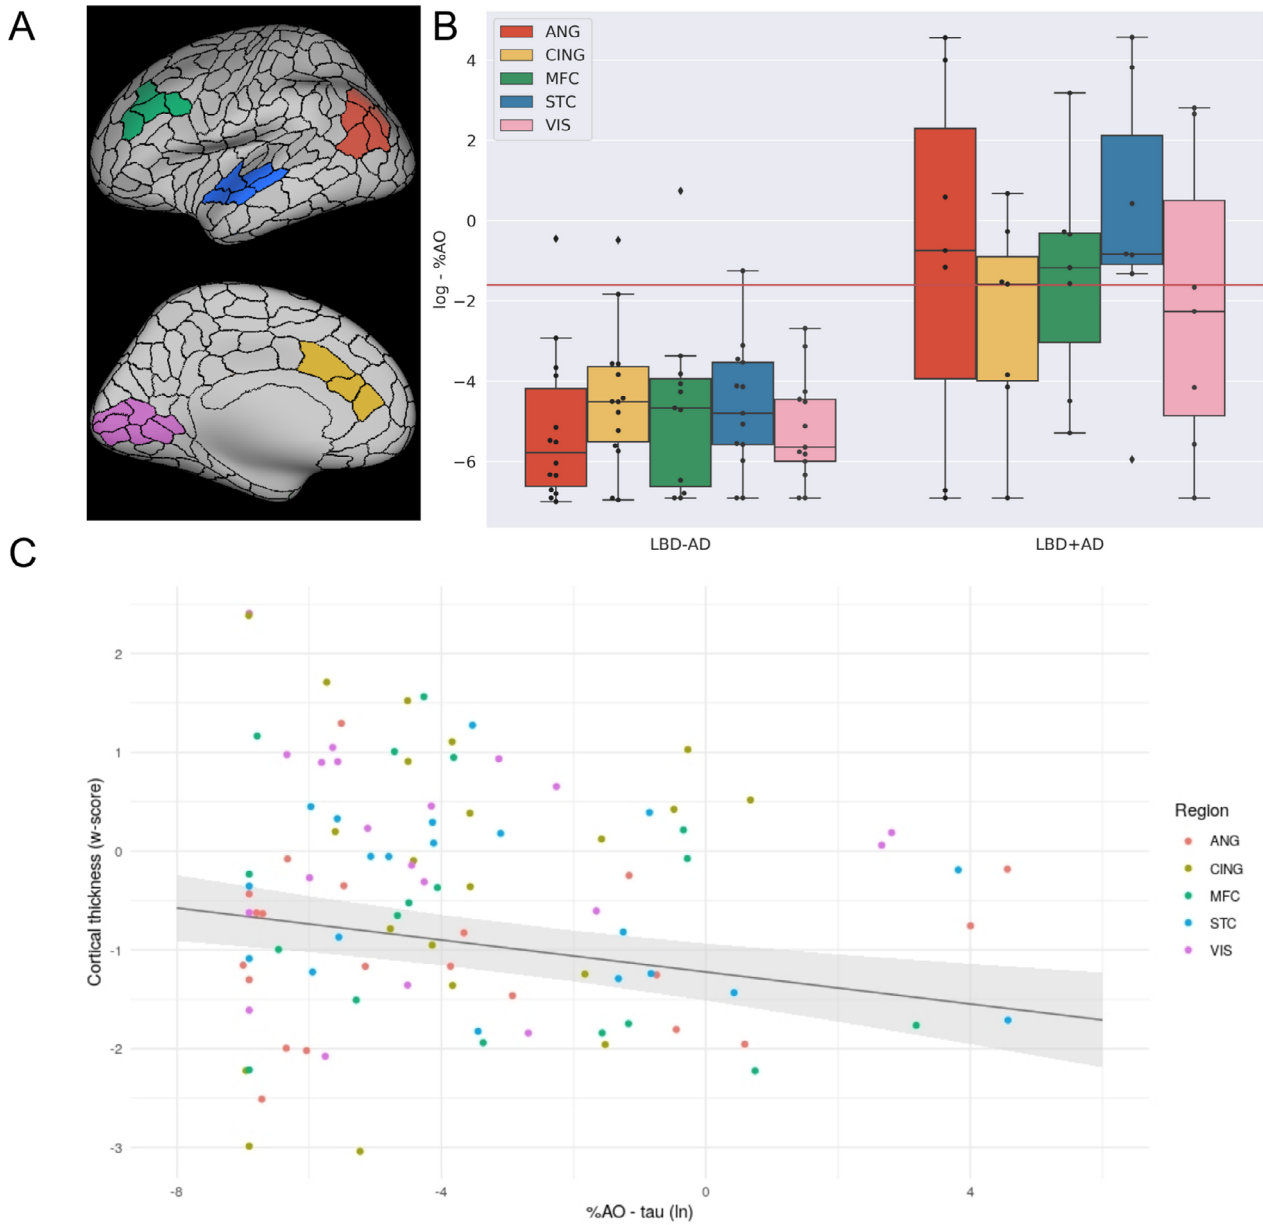 A
B
ANG
CING
MFC
STC
VIS
log - %AO
4
2
0
−2
−4
−6
LBD-AD
LBD+AD
C
Cortical thickness (w-score)
2
1
0
-1
-2
-3
-8
-4
0
4
%AO - tau (ln)
Region
ANG
CING
MFC
STC
VIS